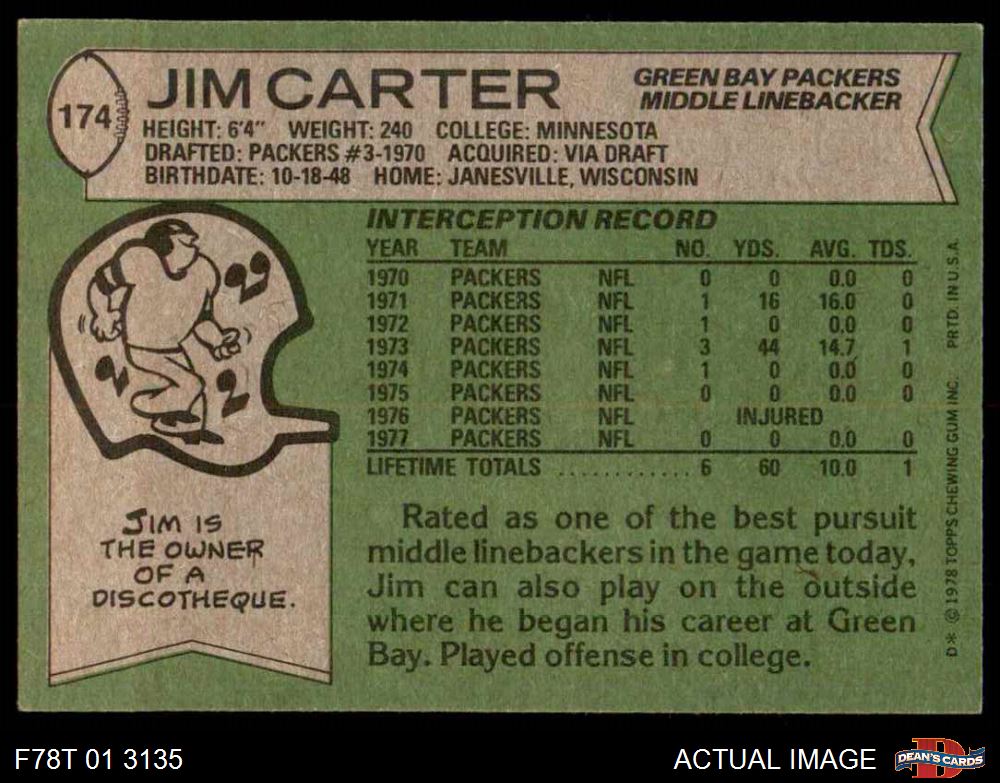 174
JIM CARTER
GREEN BAY PACKERS
MIDDLE LINEBACKER
HEIGHT: 6'4" WEIGHT: 240 COLLEGE: MINNESOTA
DRAFTED: PACKERS #3-1970 ACQUIRED: VIA DRAFT
BIRTHDATE: 10-18-48 HOME: JANESVILLE, WISCONSIN
INTERCEPTION RECORD
YEAR TEAM NO. YDS. AVG. TDS.
1970 PACKERS NFL 0 0 0.0 0
1971 PACKERS NFL 1 16 16.0 0
1972 PACKERS NFL 1 0 0.0 0
1973 PACKERS NFL 3 44 14.7 1
1974 PACKERS NFL 1 0 0.0 0
1975 PACKERS NFL 0 0 0.0 0
1976 PACKERS NFL INJURED
1977 PACKERS NFL 0 0 0.0 0
LIFETIME TOTALS ............ 6 60 10.0 1
JIM IS
THE OWNER
OF A
DISCOTHEQUE.
Rated as one of the best pursuit
middle linebackers in the game today,
Jim can also play on the outside
where he began his career at Green
Bay. Played offense in college.
D* © 1978 TOPPS CHEWING GUM INC. PRTD. IN U.S.A.
F78T 01 3135
ACTUAL IMAGE
DEAN'S CARDS